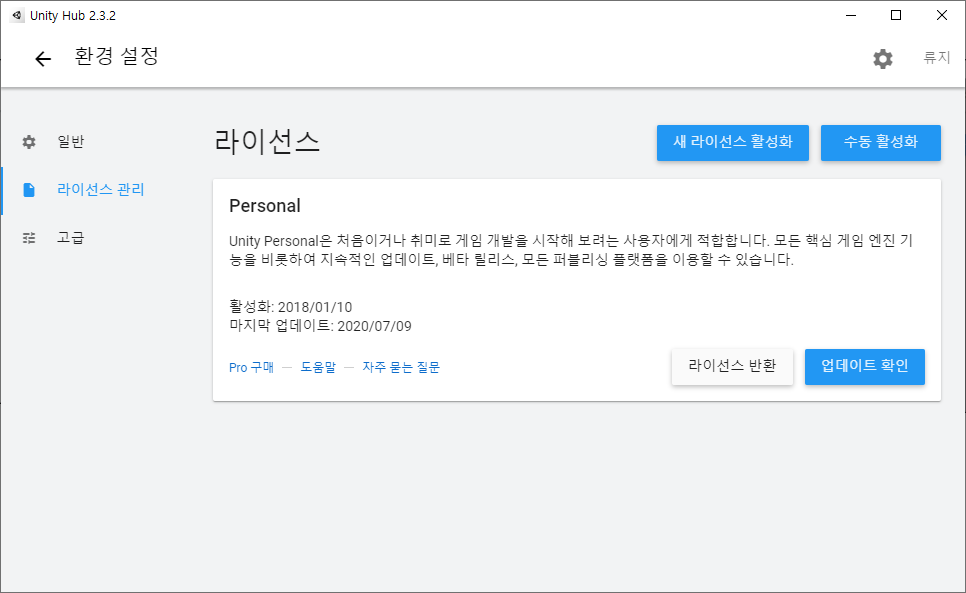 Unity Hub 2.3.2
환경 설정
류지
일반
라이선스 관리
고급
라이선스
새 라이선스 활성화
수동 활성화
Personal
Unity Personal은 처음이거나 취미로 게임 개발을 시작해 보려는 사용자에게 적합합니다. 모든 핵심 게임 엔진 기
능을 비롯하여 지속적인 업데이트, 베타 릴리스, 모든 퍼블리싱 플랫폼을 이용할 수 있습니다.
활성화: 2018/01/10
마지막 업데이트: 2020/07/09
Pro 구매 — 도움말 — 자주 묻는 질문
라이선스 반환
업데이트 확인